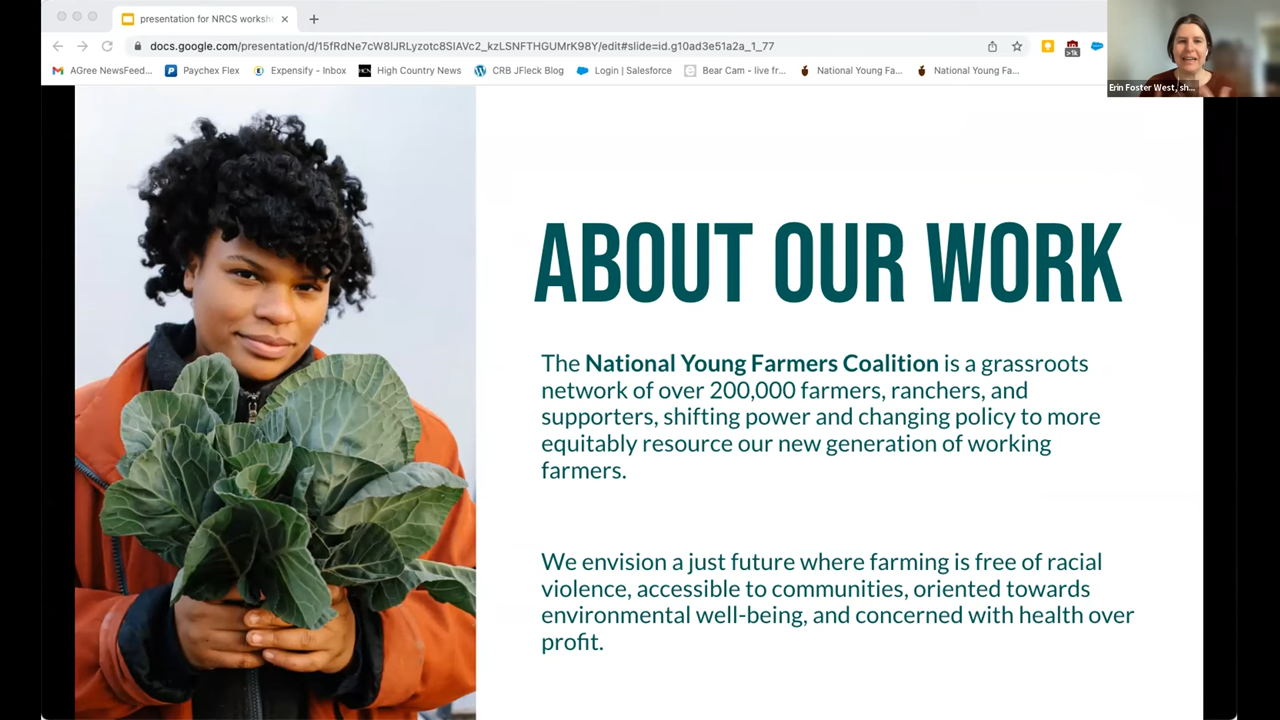 presentation for NRCS worksh
docs.google.com/presentation/d/15fRdNe7cW8lJRLyzotc8SIAVc2_kzLSNFTHGUMrK98Y/edit#slide=id.g10ad3e51a2a_1_77
>1k
AGree NewsFeed...
Paychex Flex
Expensify - Inbox
HCN High Country News
CRB JFleck Blog
Login | Salesforce
Bear Cam - live fr...
National Young Fa...
National Young Fa...
Erin Foster West, sh...
ABOUT OUR WORK
The National Young Farmers Coalition is a grassroots
network of over 200,000 farmers, ranchers, and
supporters, shifting power and changing policy to more
equitably resource our new generation of working
farmers.
We envision a just future where farming is free of racial
violence, accessible to communities, oriented towards
environmental well-being, and concerned with health over
profit.